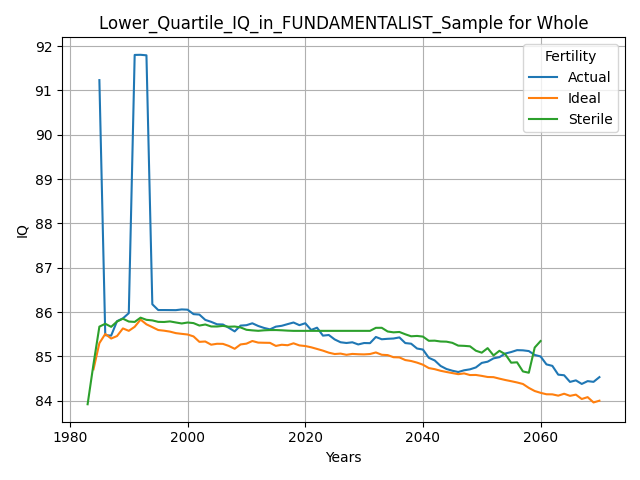 Lower_Quartile_IQ_in_FUNDAMENTALIST_Sample for Whole
Fertility
Actual
Ideal
Sterile
IQ
92
91
90
89
88
87
86
85
84
1980 2000 2020 2040 2060
Years